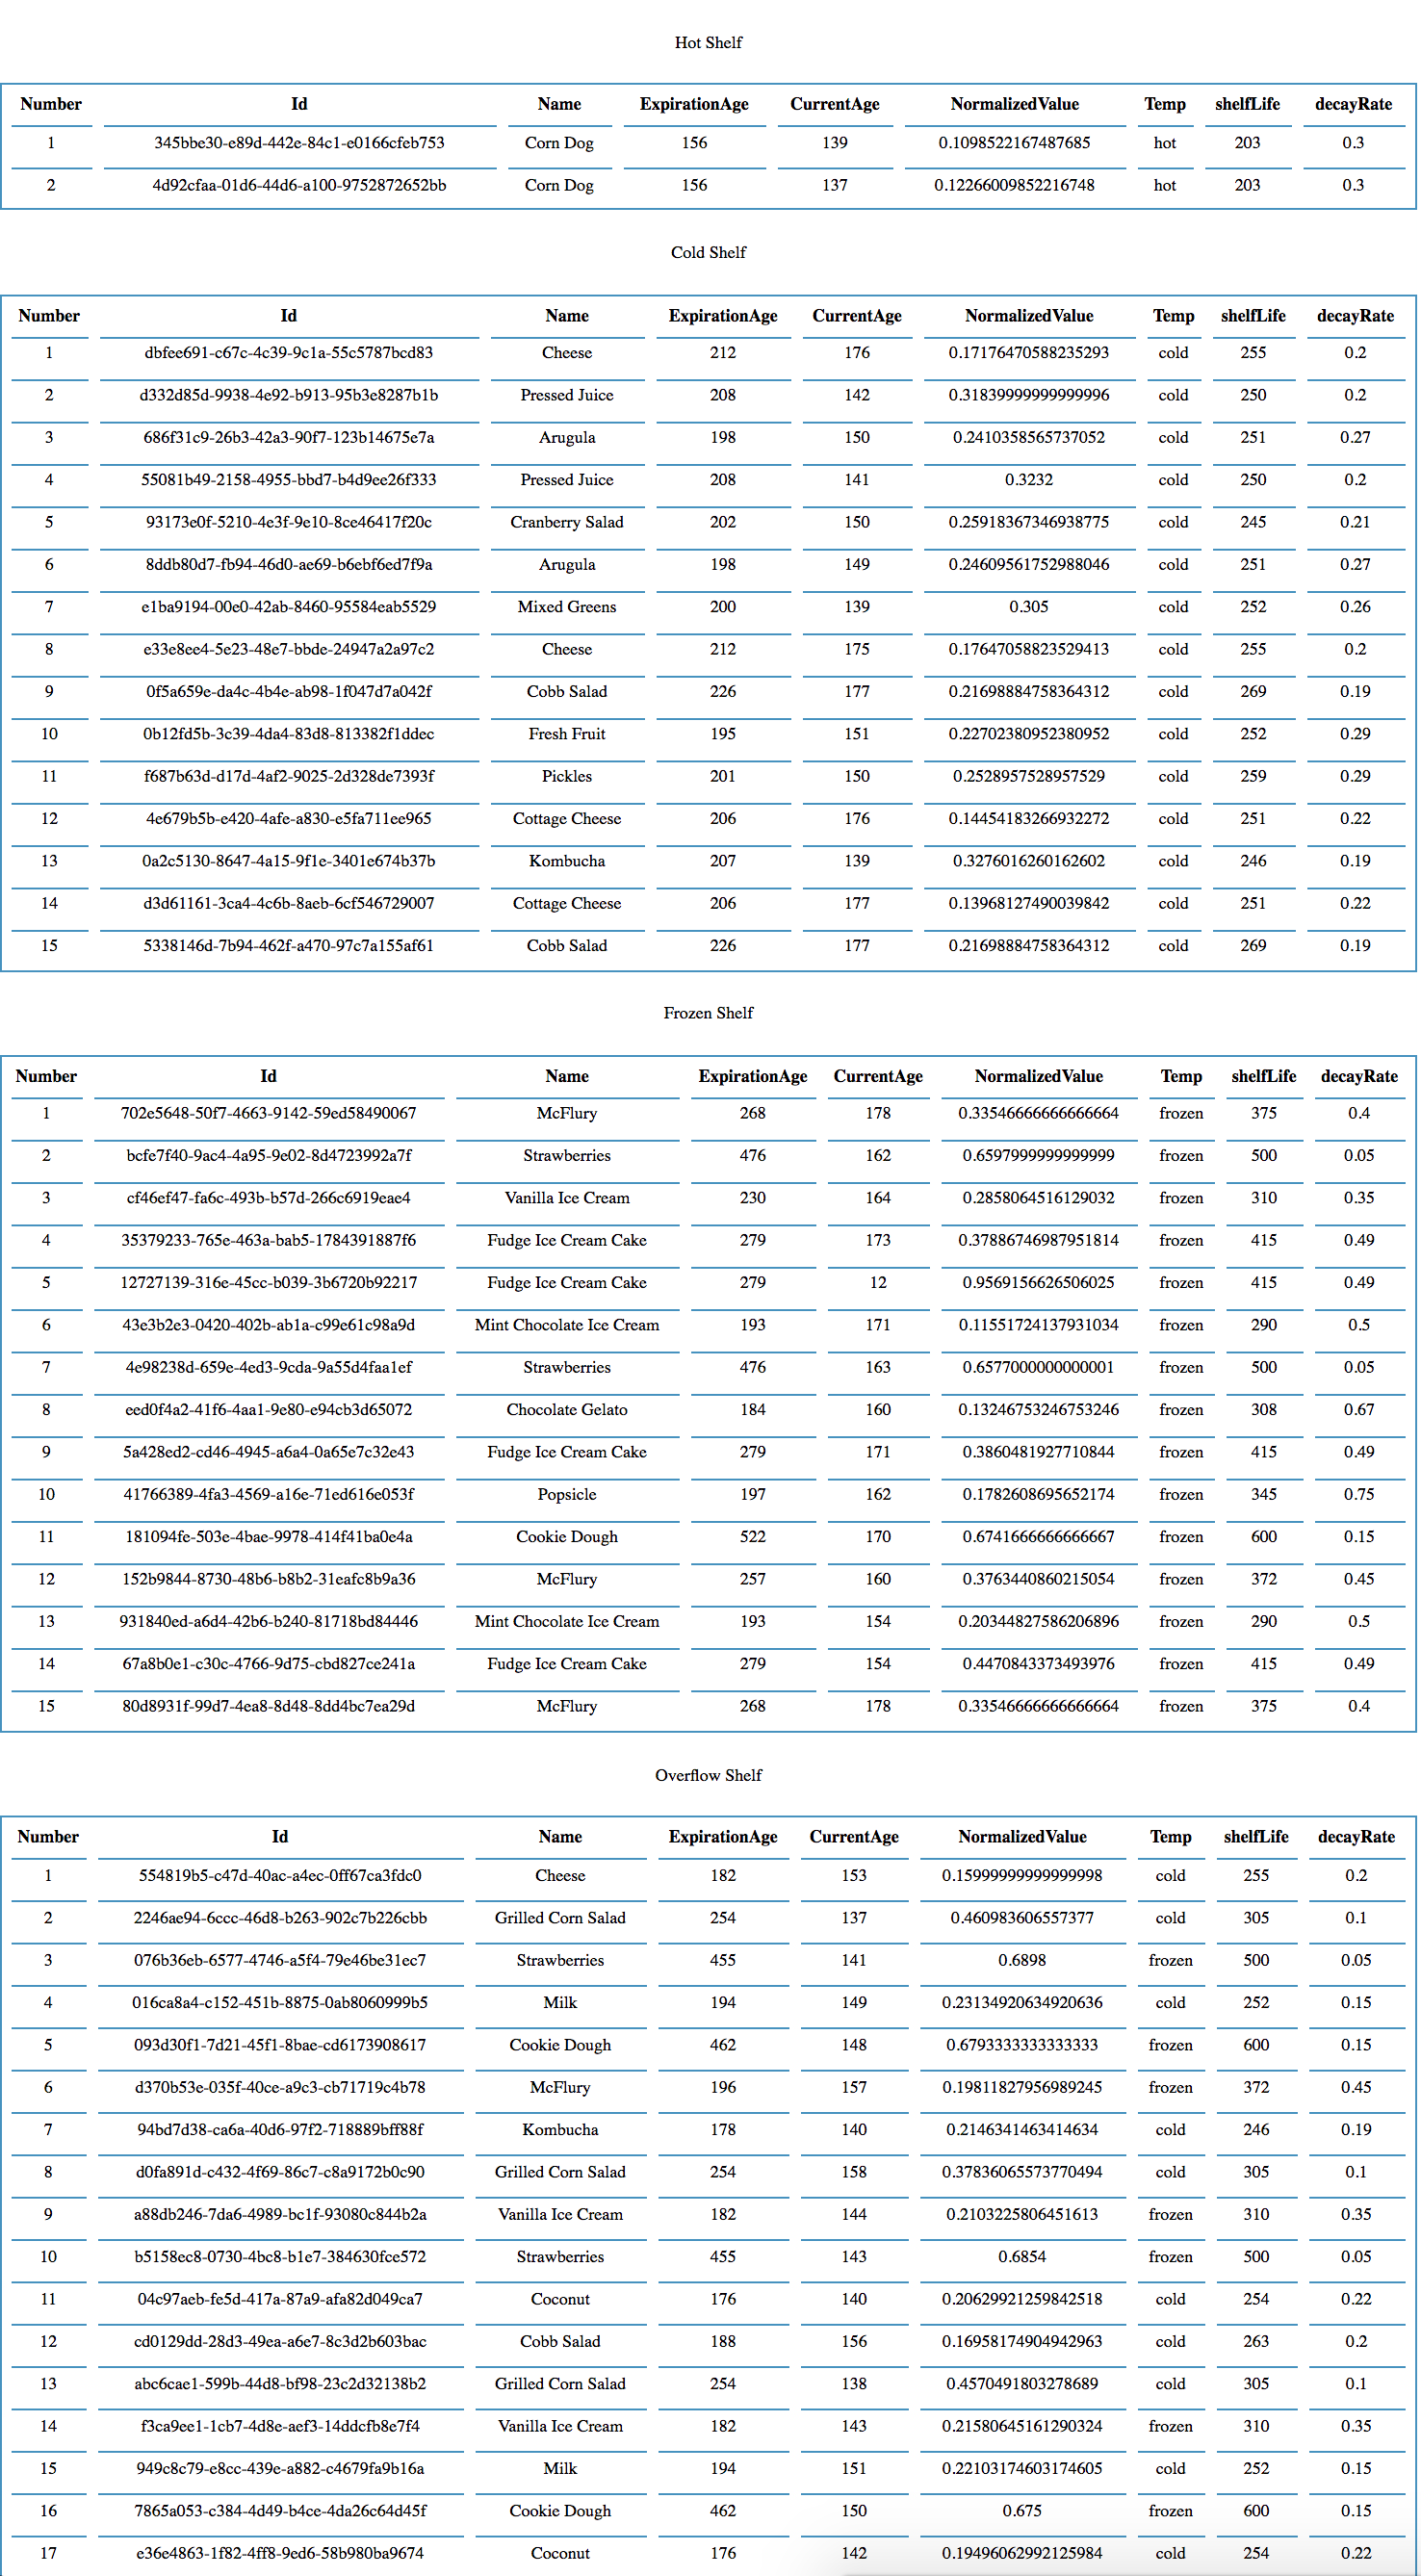 Hot Shelf
Number Id Name ExpirationAge CurrentAge NormalizedValue Temp shelfLife decayRate
1 345bbe30-e89d-442e-84c1-e0166cfeb753 Corn Dog 156 139 0.1098522167487685 hot 203 0.3
2 4d92cfaa-01d6-44d6-a100-9752872652bb Corn Dog 156 137 0.12266009852216748 hot 203 0.3
Cold Shelf
Number Id Name ExpirationAge CurrentAge NormalizedValue Temp shelfLife decayRate
1 dbfee691-c67c-4c39-9c1a-55c5787bcd83 Cheese 212 176 0.17176470588235293 cold 255 0.2
2 d332d85d-9938-4e92-b913-95b3e8287b1b Pressed Juice 208 142 0.31839999999999996 cold 250 0.2
3 686f31c9-26b3-42a3-90f7-123b14675e7a Arugula 198 150 0.2410358565737052 cold 251 0.27
4 55081b49-2158-4955-bbd7-b4d9ee26f333 Pressed Juice 208 141 0.3232 cold 250 0.2
5 93173e0f-5210-4e3f-9e10-8ce46417f20c Cranberry Salad 202 150 0.25918367346938775 cold 245 0.21
6 8ddb80d7-fb94-46d0-ae69-b6ebf6ed7f9a Arugula 198 149 0.24609561752988046 cold 251 0.27
7 e1ba9194-00e0-42ab-8460-95584eab5529 Mixed Greens 200 139 0.305 cold 252 0.26
8 e33e8ee4-5e23-48e7-bbde-24947a2a97c2 Cheese 212 175 0.17647058823529413 cold 255 0.2
9 0f5a659e-da4c-4b4e-ab98-1f047d7a042f Cobb Salad 226 177 0.21698884758364312 cold 269 0.19
10 0b12fd5b-3c39-4da4-83d8-813382f1ddec Fresh Fruit 195 151 0.22702380952380952 cold 252 0.29
11 f687b63d-d17d-4af2-9025-2d328de7393f Pickles 201 150 0.2528957528957529 cold 259 0.29
12 4e679b5b-e420-4afe-a830-e5fa711ee965 Cottage Cheese 206 176 0.14454183266932272 cold 251 0.22
13 0a2c5130-8647-4a15-9f1e-3401e674b37b Kombucha 207 139 0.3276016260162602 cold 246 0.19
14 d3d61161-3ca4-4c6b-8aeb-6cf546729007 Cottage Cheese 206 177 0.13968127490039842 cold 251 0.22
15 5338146d-7b94-462f-a470-97c7a155af61 Cobb Salad 226 177 0.21698884758364312 cold 269 0.19
Frozen Shelf
Number Id Name ExpirationAge CurrentAge NormalizedValue Temp shelfLife decayRate
1 702e5648-50f7-4663-9142-59ed58490067 McFlury 268 178 0.33546666666666664 frozen 375 0.4
2 bcfe7f40-9ac4-4a95-9e02-8d4723992a7f Strawberries 476 162 0.6597999999999999 frozen 500 0.05
3 cf46ef47-fa6c-493b-b57d-266c6919eae4 Vanilla Ice Cream 230 164 0.2858064516129032 frozen 310 0.35
4 35379233-765e-463a-bab5-1784391887f6 Fudge Ice Cream Cake 279 173 0.37886746987951814 frozen 415 0.49
5 12727139-316e-45cc-b039-3b6720b92217 Fudge Ice Cream Cake 279 12 0.9569156626506025 frozen 415 0.49
6 43e3b2e3-0420-402b-ab1a-c99e61c98a9d Mint Chocolate Ice Cream 193 171 0.11551724137931034 frozen 290 0.5
7 4e98238d-659e-4ed3-9cda-9a55d4faa1ef Strawberries 476 163 0.6577000000000001 frozen 500 0.05
8 eed0f4a2-41f6-4aa1-9e80-e94cb3d65072 Chocolate Gelato 184 160 0.13246753246753246 frozen 308 0.67
9 5a428ed2-cd46-4945-a6a4-0a65e7c32e43 Fudge Ice Cream Cake 279 171 0.3860481927710844 frozen 415 0.49
10 41766389-4fa3-4569-a16e-71ed616e053f Popsicle 197 162 0.1782608695652174 frozen 345 0.75
11 181094fe-503e-4bae-9978-414f41ba0e4a Cookie Dough 522 170 0.6741666666666667 frozen 600 0.15
12 152b9844-8730-48b6-b8b2-31eafc8b9a36 McFlury 257 160 0.3763440860215054 frozen 372 0.45
13 931840ed-a6d4-42b6-b240-81718bd84446 Mint Chocolate Ice Cream 193 154 0.20344827586206896 frozen 290 0.5
14 67a8b0e1-c30c-4766-9d75-cbd827ce241a Fudge Ice Cream Cake 279 154 0.4470843373493976 frozen 415 0.49
15 80d8931f-99d7-4ea8-8d48-8dd4bc7ea29d McFlury 268 178 0.33546666666666664 frozen 375 0.4
Overflow Shelf
Number Id Name ExpirationAge CurrentAge NormalizedValue Temp shelfLife decayRate
1 554819b5-c47d-40ac-a4ec-0ff67ca3fdc0 Cheese 182 153 0.15999999999999998 cold 255 0.2
2 2246ae94-6ccc-46d8-b263-902c7b226cbb Grilled Corn Salad 254 137 0.460983606557377 cold 305 0.1
3 076b36eb-6577-4746-a5f4-79e46be31ec7 Strawberries 455 141 0.6898 frozen 500 0.05
4 016ca8a4-c152-451b-8875-0ab8060999b5 Milk 194 149 0.23134920634920636 cold 252 0.15
5 093d30f1-7d21-45f1-8bae-cd6173908617 Cookie Dough 462 148 0.6793333333333333 frozen 600 0.15
6 d370b53e-035f-40ce-a9c3-cb71719c4b78 McFlury 196 157 0.19811827956989245 frozen 372 0.45
7 94bd7d38-ca6a-40d6-97f2-718889bff88f Kombucha 178 140 0.2146341463414634 cold 246 0.19
8 d0fa891d-c432-4f69-86c7-c8a9172b0c90 Grilled Corn Salad 254 158 0.37836065573770494 cold 305 0.1
9 a88db246-7da6-4989-bc1f-93080c844b2a Vanilla Ice Cream 182 144 0.2103225806451613 frozen 310 0.35
10 b5158ec8-0730-4bc8-b1e7-384630fce572 Strawberries 455 143 0.6854 frozen 500 0.05
11 04c97aeb-fe5d-417a-87a9-afa82d049ca7 Coconut 176 140 0.20629921259842518 cold 254 0.22
12 cd0129dd-28d3-49ea-a6e7-8c3d2b603bac Cobb Salad 188 156 0.16958174904942963 cold 263 0.2
13 abc6cae1-599b-44d8-bf98-23c2d32138b2 Grilled Corn Salad 254 138 0.4570491803278689 cold 305 0.1
14 f3ca9ee1-1cb7-4d8e-aef3-14ddcfb8e7f4 Vanilla Ice Cream 182 143 0.21580645161290324 frozen 310 0.35
15 949c8c79-e8cc-439e-a882-c4679fa9b16a Milk 194 151 0.22103174603174605 cold 252 0.15
16 7865a053-c384-4d49-b4ce-4da26c64d45f Cookie Dough 462 150 0.675 frozen 600 0.15
17 e36e4863-1f82-4ff8-9ed6-58b980ba9674 Coconut 176 142 0.19496062992125984 cold 254 0.22